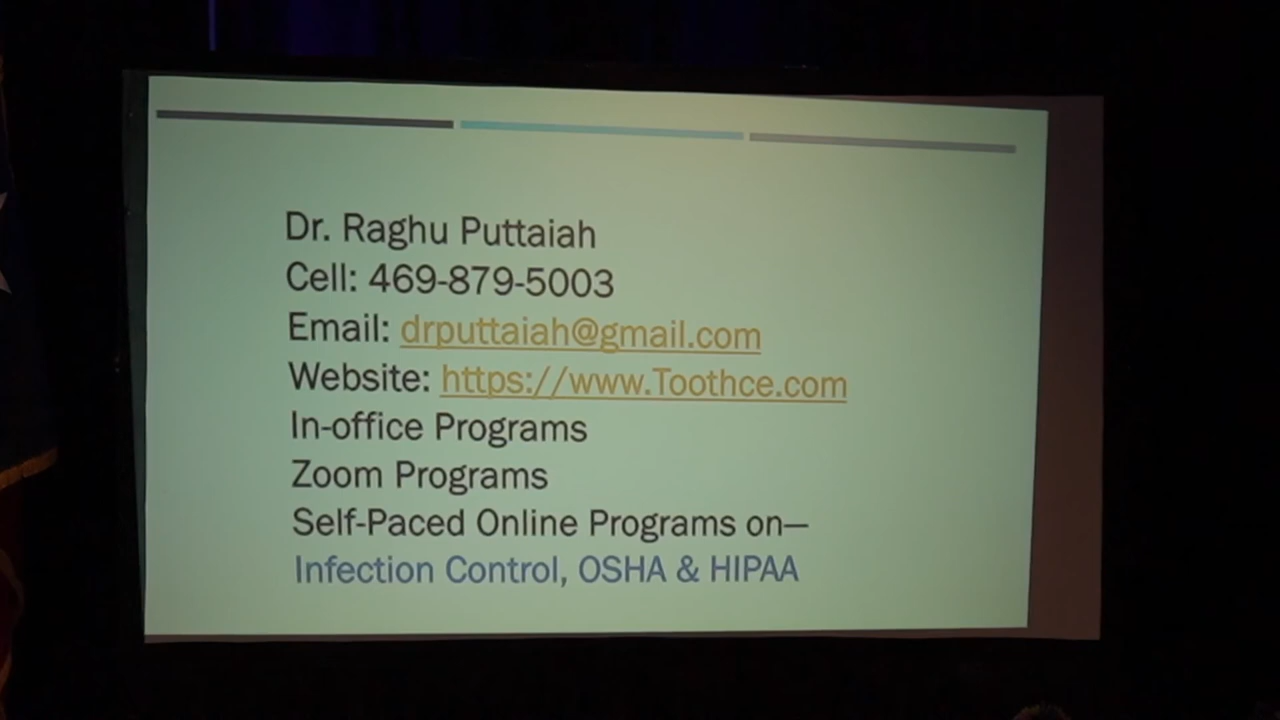 Dr. Raghu Puttaiah
Cell: 469-879-5003
Email: drputtaiah@gmail.com
Website: https://www.Toothce.com
In-office Programs
Zoom Programs
Self-Paced Online Programs on—
Infection Control, OSHA & HIPAA